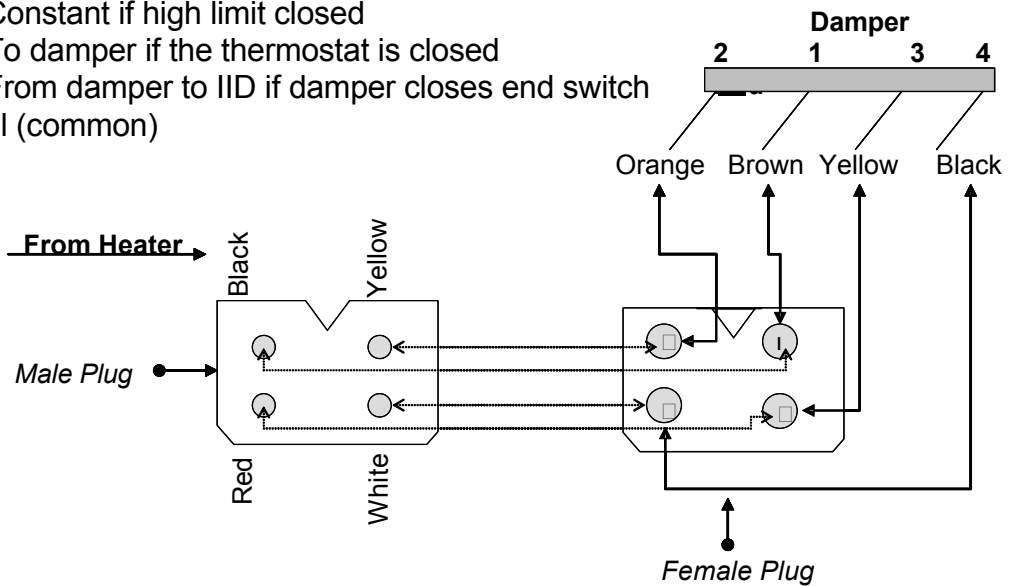 Constant if high limit closed
To damper if the thermostat is closed
From damper to IID if damper closes end switch
(common)
Damper
2 1 3 4
Orange Brown Yellow Black
From Heater
Black
Yellow
Male Plug
I
Red
White
Female Plug